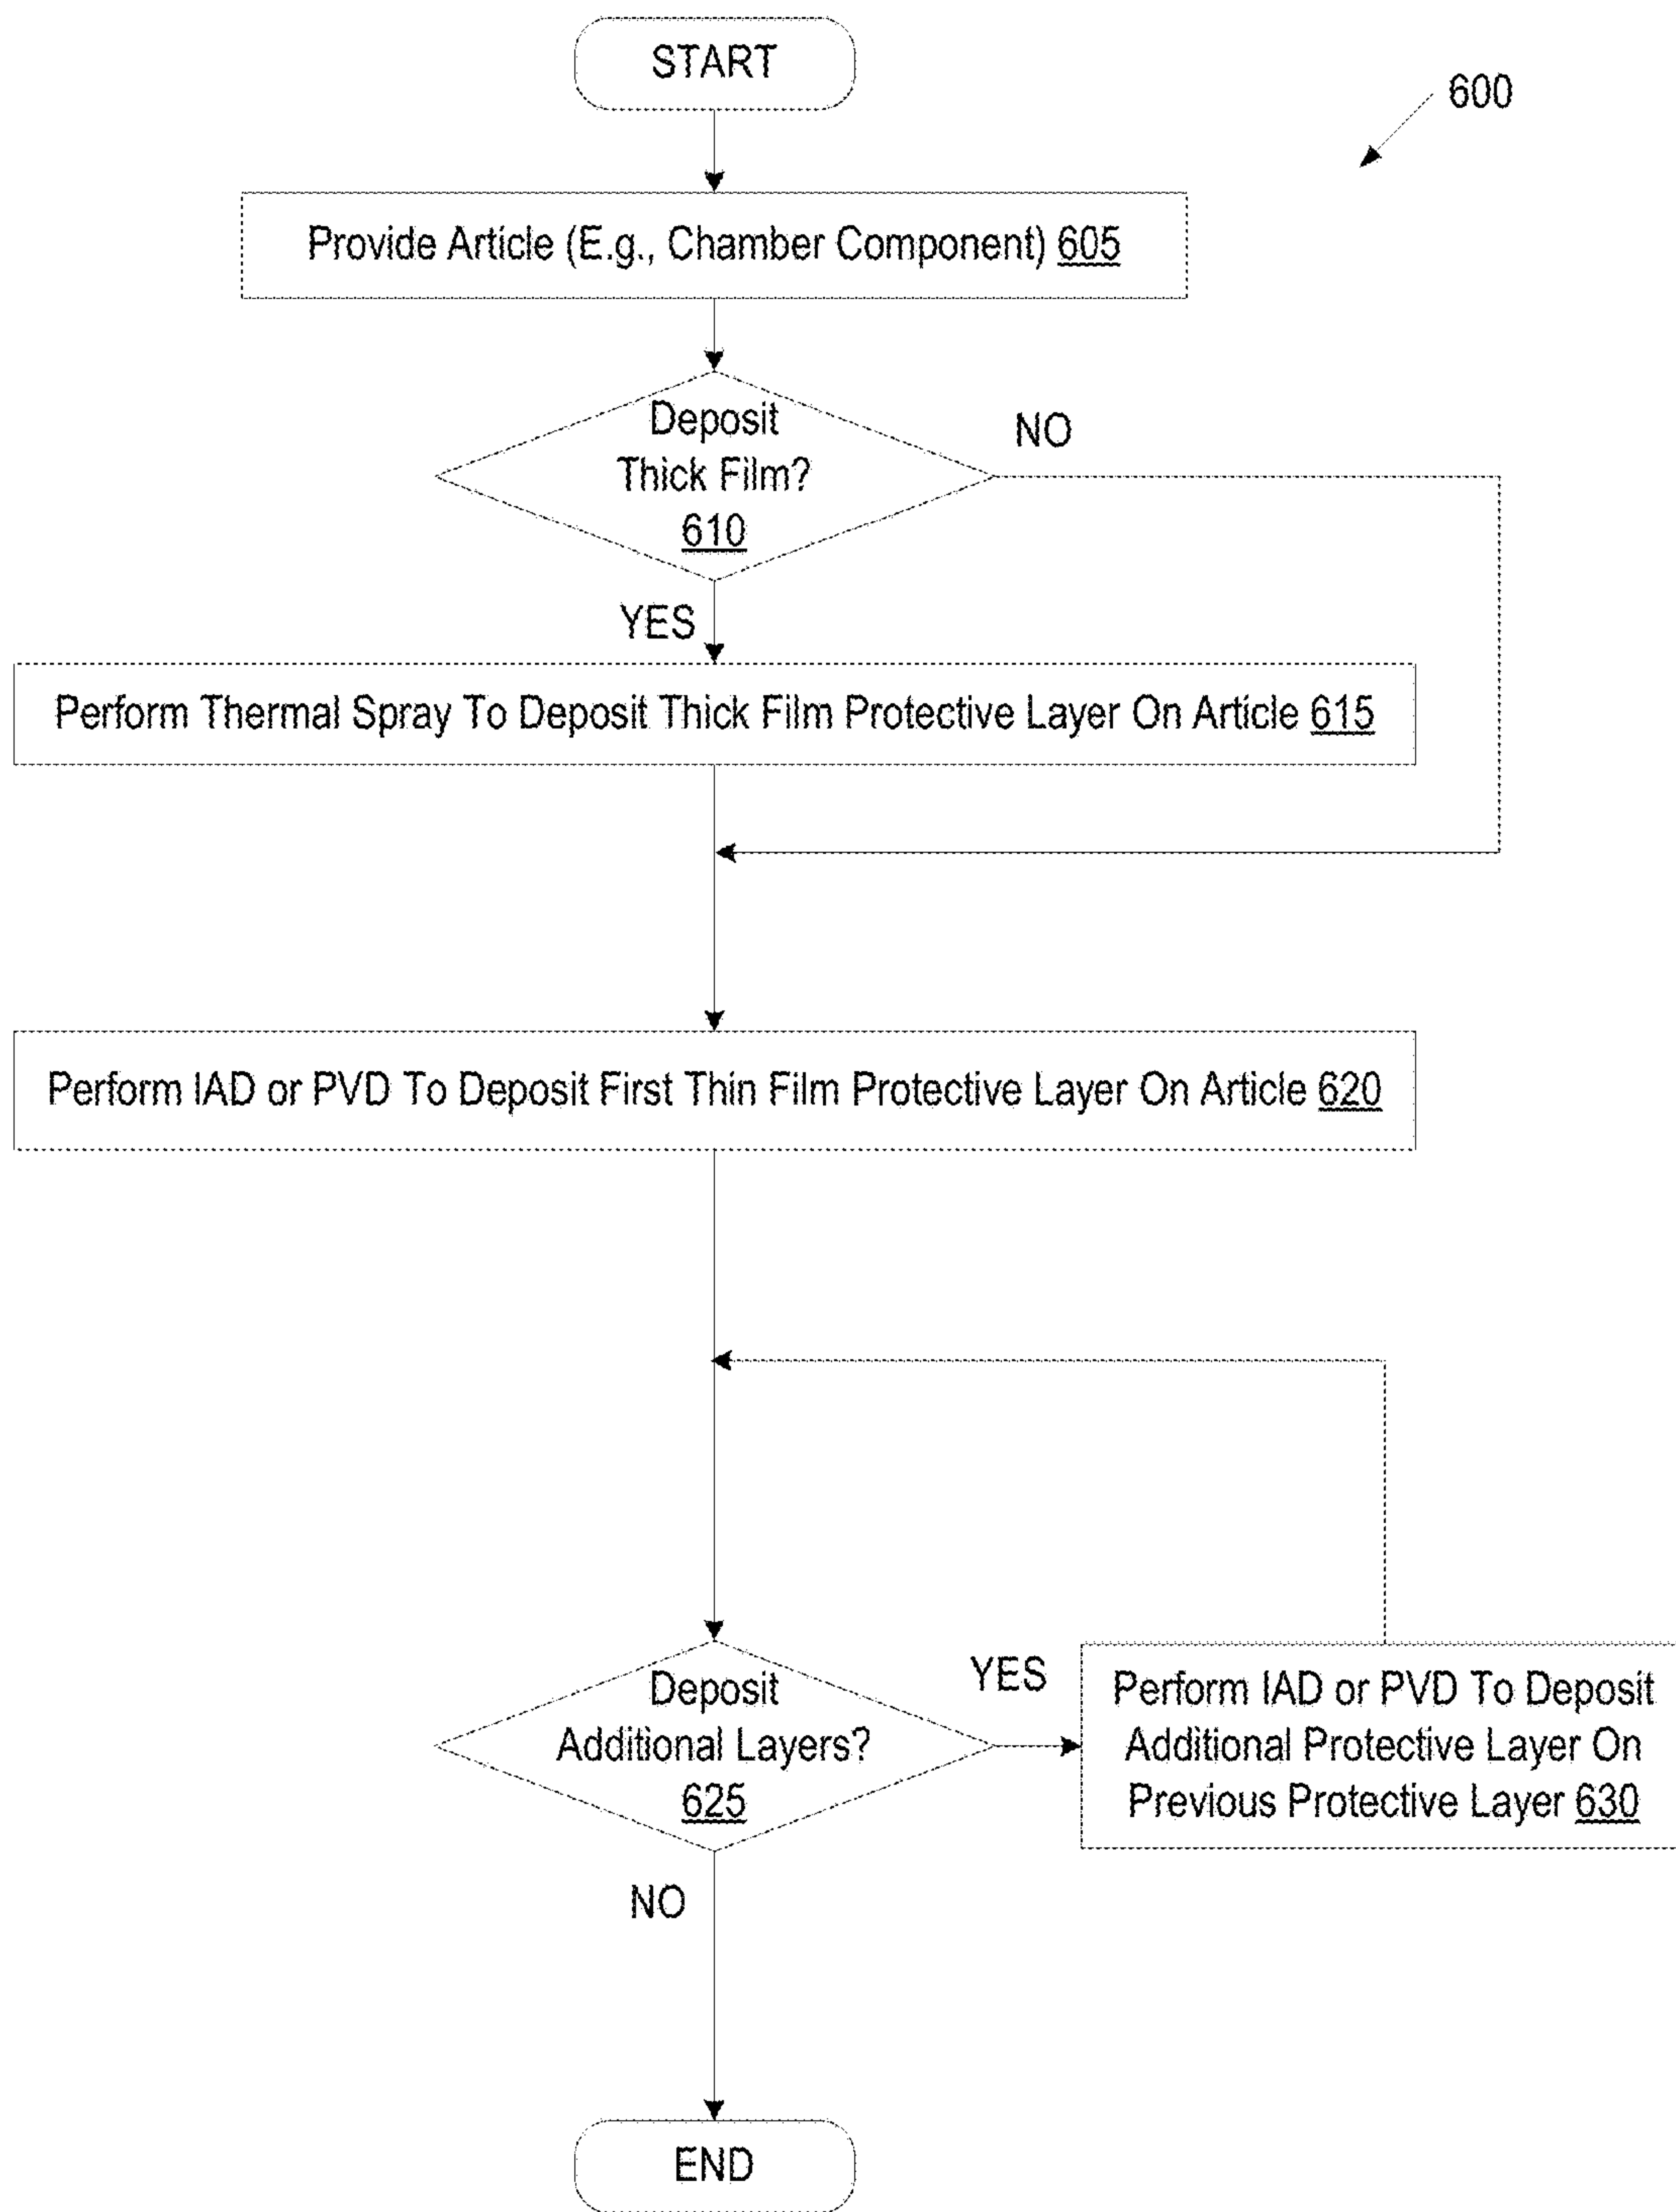 START
600
Provide Article (E.g., Chamber Component) 605
Deposit
Thick Film?
610
NO
YES
Perform Thermal Spray To Deposit Thick Film Protective Layer On Article 615
Perform IAD or PVD To Deposit First Thin Film Protective Layer On Article 620
Deposit
Additional Layers?
625
YES
Perform IAD or PVD To Deposit
Additional Protective Layer On
Previous Protective Layer 630
NO
END